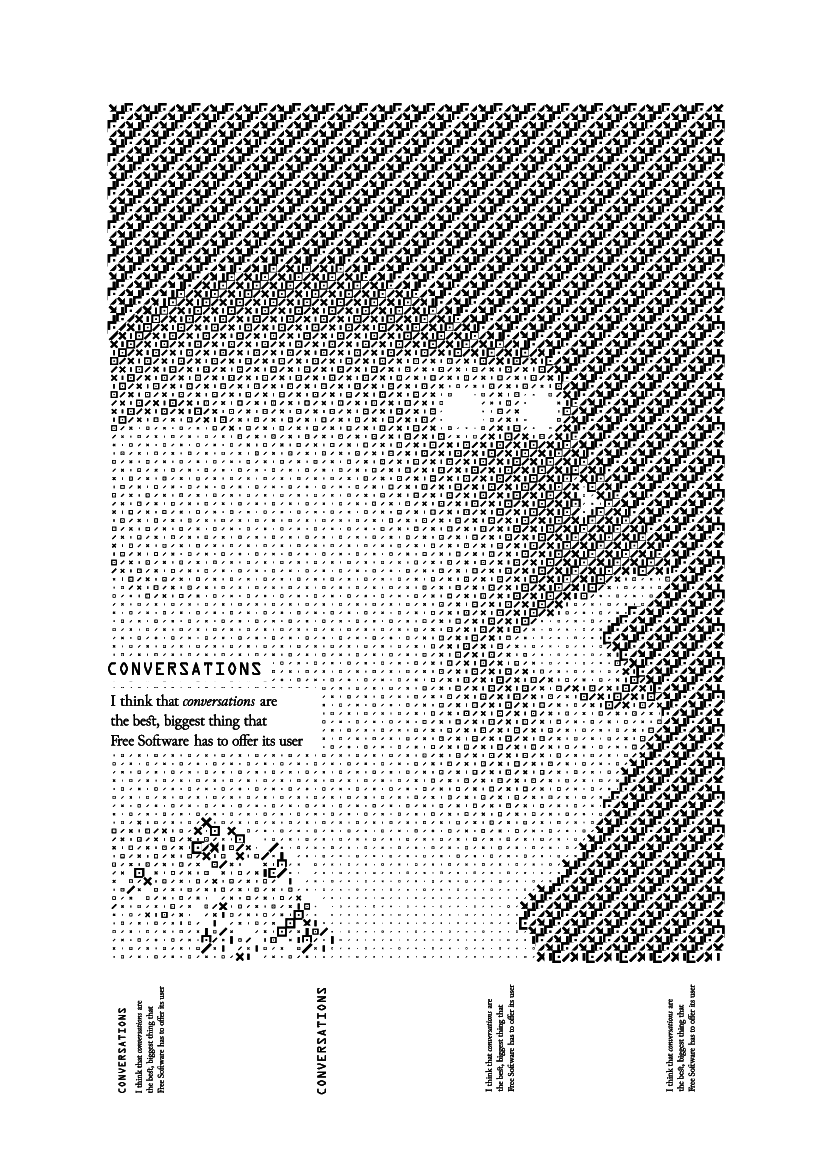 CONVERSATIONS
I think that conversations are
the best, biggest thing that
Free Software has to offer its user
CONVERSATIONS
I think that conversations are
the best, biggest thing that
Free Software has to offer its user
CONVERSATIONS
I think that conversations are
the best, biggest thing that
Free Software has to offer its user
I think that conversations are
the best, biggest thing that
Free Software has to offer its user